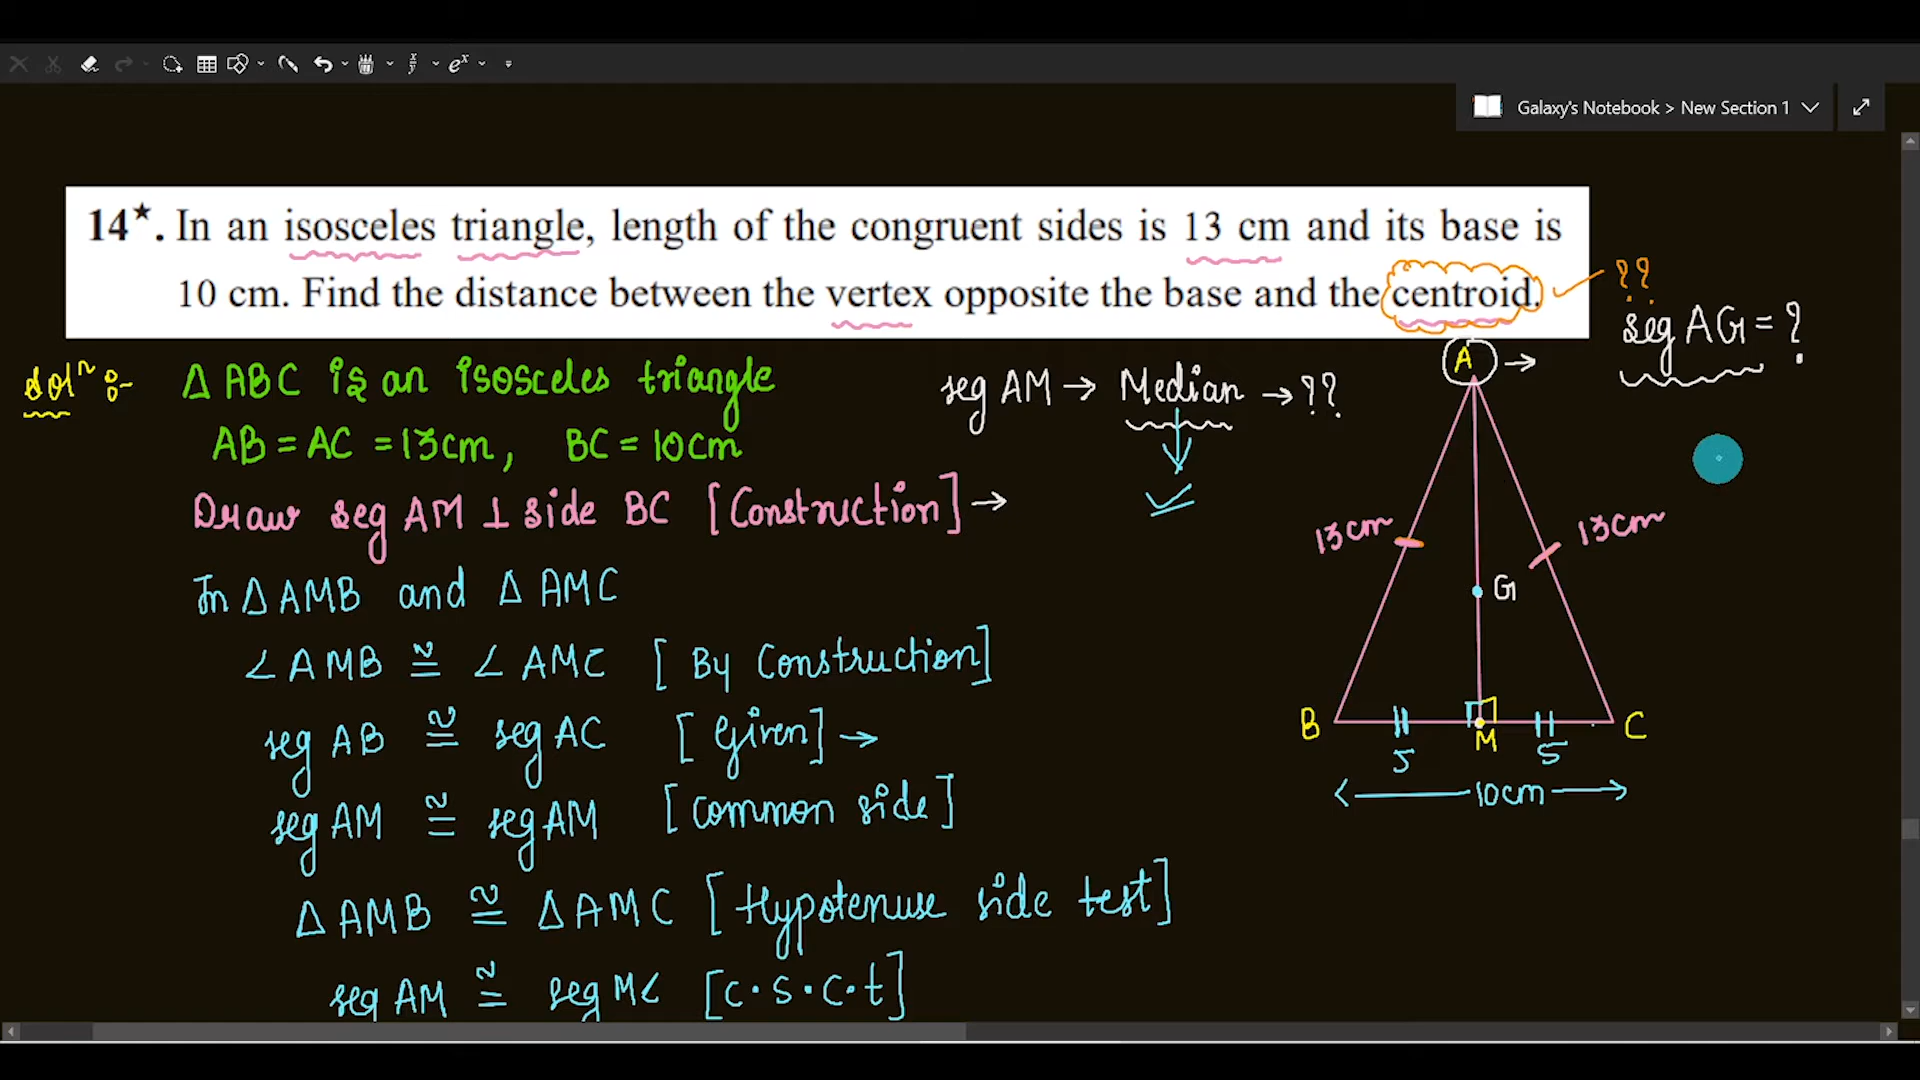 Galaxy's Notebook > New Section 1
14★. In an isosceles triangle, length of the congruent sides is 13 cm and its base is
10 cm. Find the distance between the vertex opposite the base and the centroid.
??
seg AG = ?
Solⁿ :- Δ ABC is an isosceles triangle
seg AM → Median → ??
A →
AB = AC = 13cm, BC = 10cm
Draw seg AM ⊥ side BC [Construction] →
13cm
13cm
In Δ AMB and Δ AMC
G
∠AMB ≅ ∠AMC [By Construction]
seg AB ≅ seg AC [Given] →
B M C
5 5
10cm
seg AM ≅ seg AM [Common side]
Δ AMB ≅ Δ AMC [Hypotenuse side test]
seg AM ≅ seg MC [c.s.c.t]